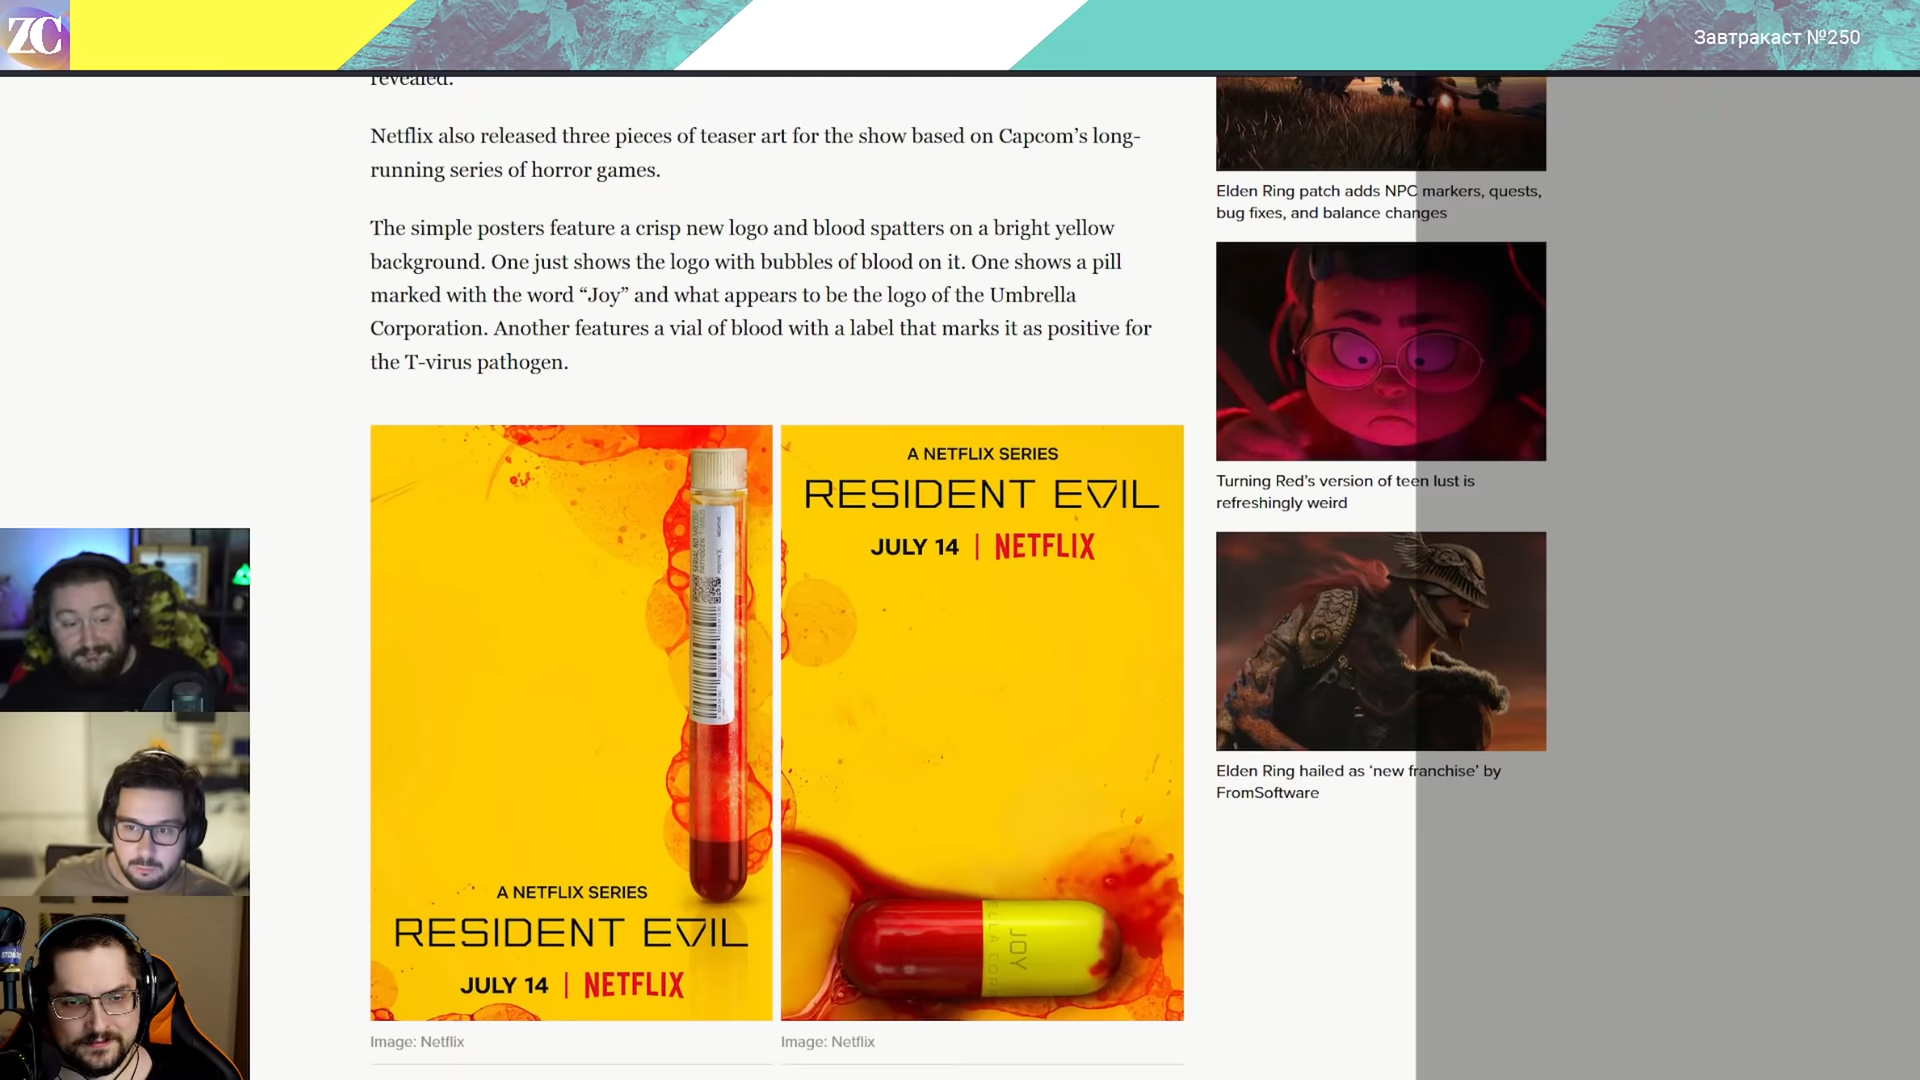 ZC
Завтракаст №250
revealed.
Netflix also released three pieces of teaser art for the show based on Capcom’s long-
running series of horror games.
The simple posters feature a crisp new logo and blood spatters on a bright yellow
background. One just shows the logo with bubbles of blood on it. One shows a pill
marked with the word “Joy” and what appears to be the logo of the Umbrella
Corporation. Another features a vial of blood with a label that marks it as positive for
the T-virus pathogen.
A NETFLIX SERIES
RESIDENT EVIL
JULY 14 | NETFLIX
Image: Netflix
A NETFLIX SERIES
RESIDENT EVIL
JULY 14 | NETFLIX
JOY
Image: Netflix
Elden Ring patch adds NPC markers, quests,
bug fixes, and balance changes
Turning Red’s version of teen lust is
refreshingly weird
Elden Ring hailed as ‘new franchise’ by
FromSoftware